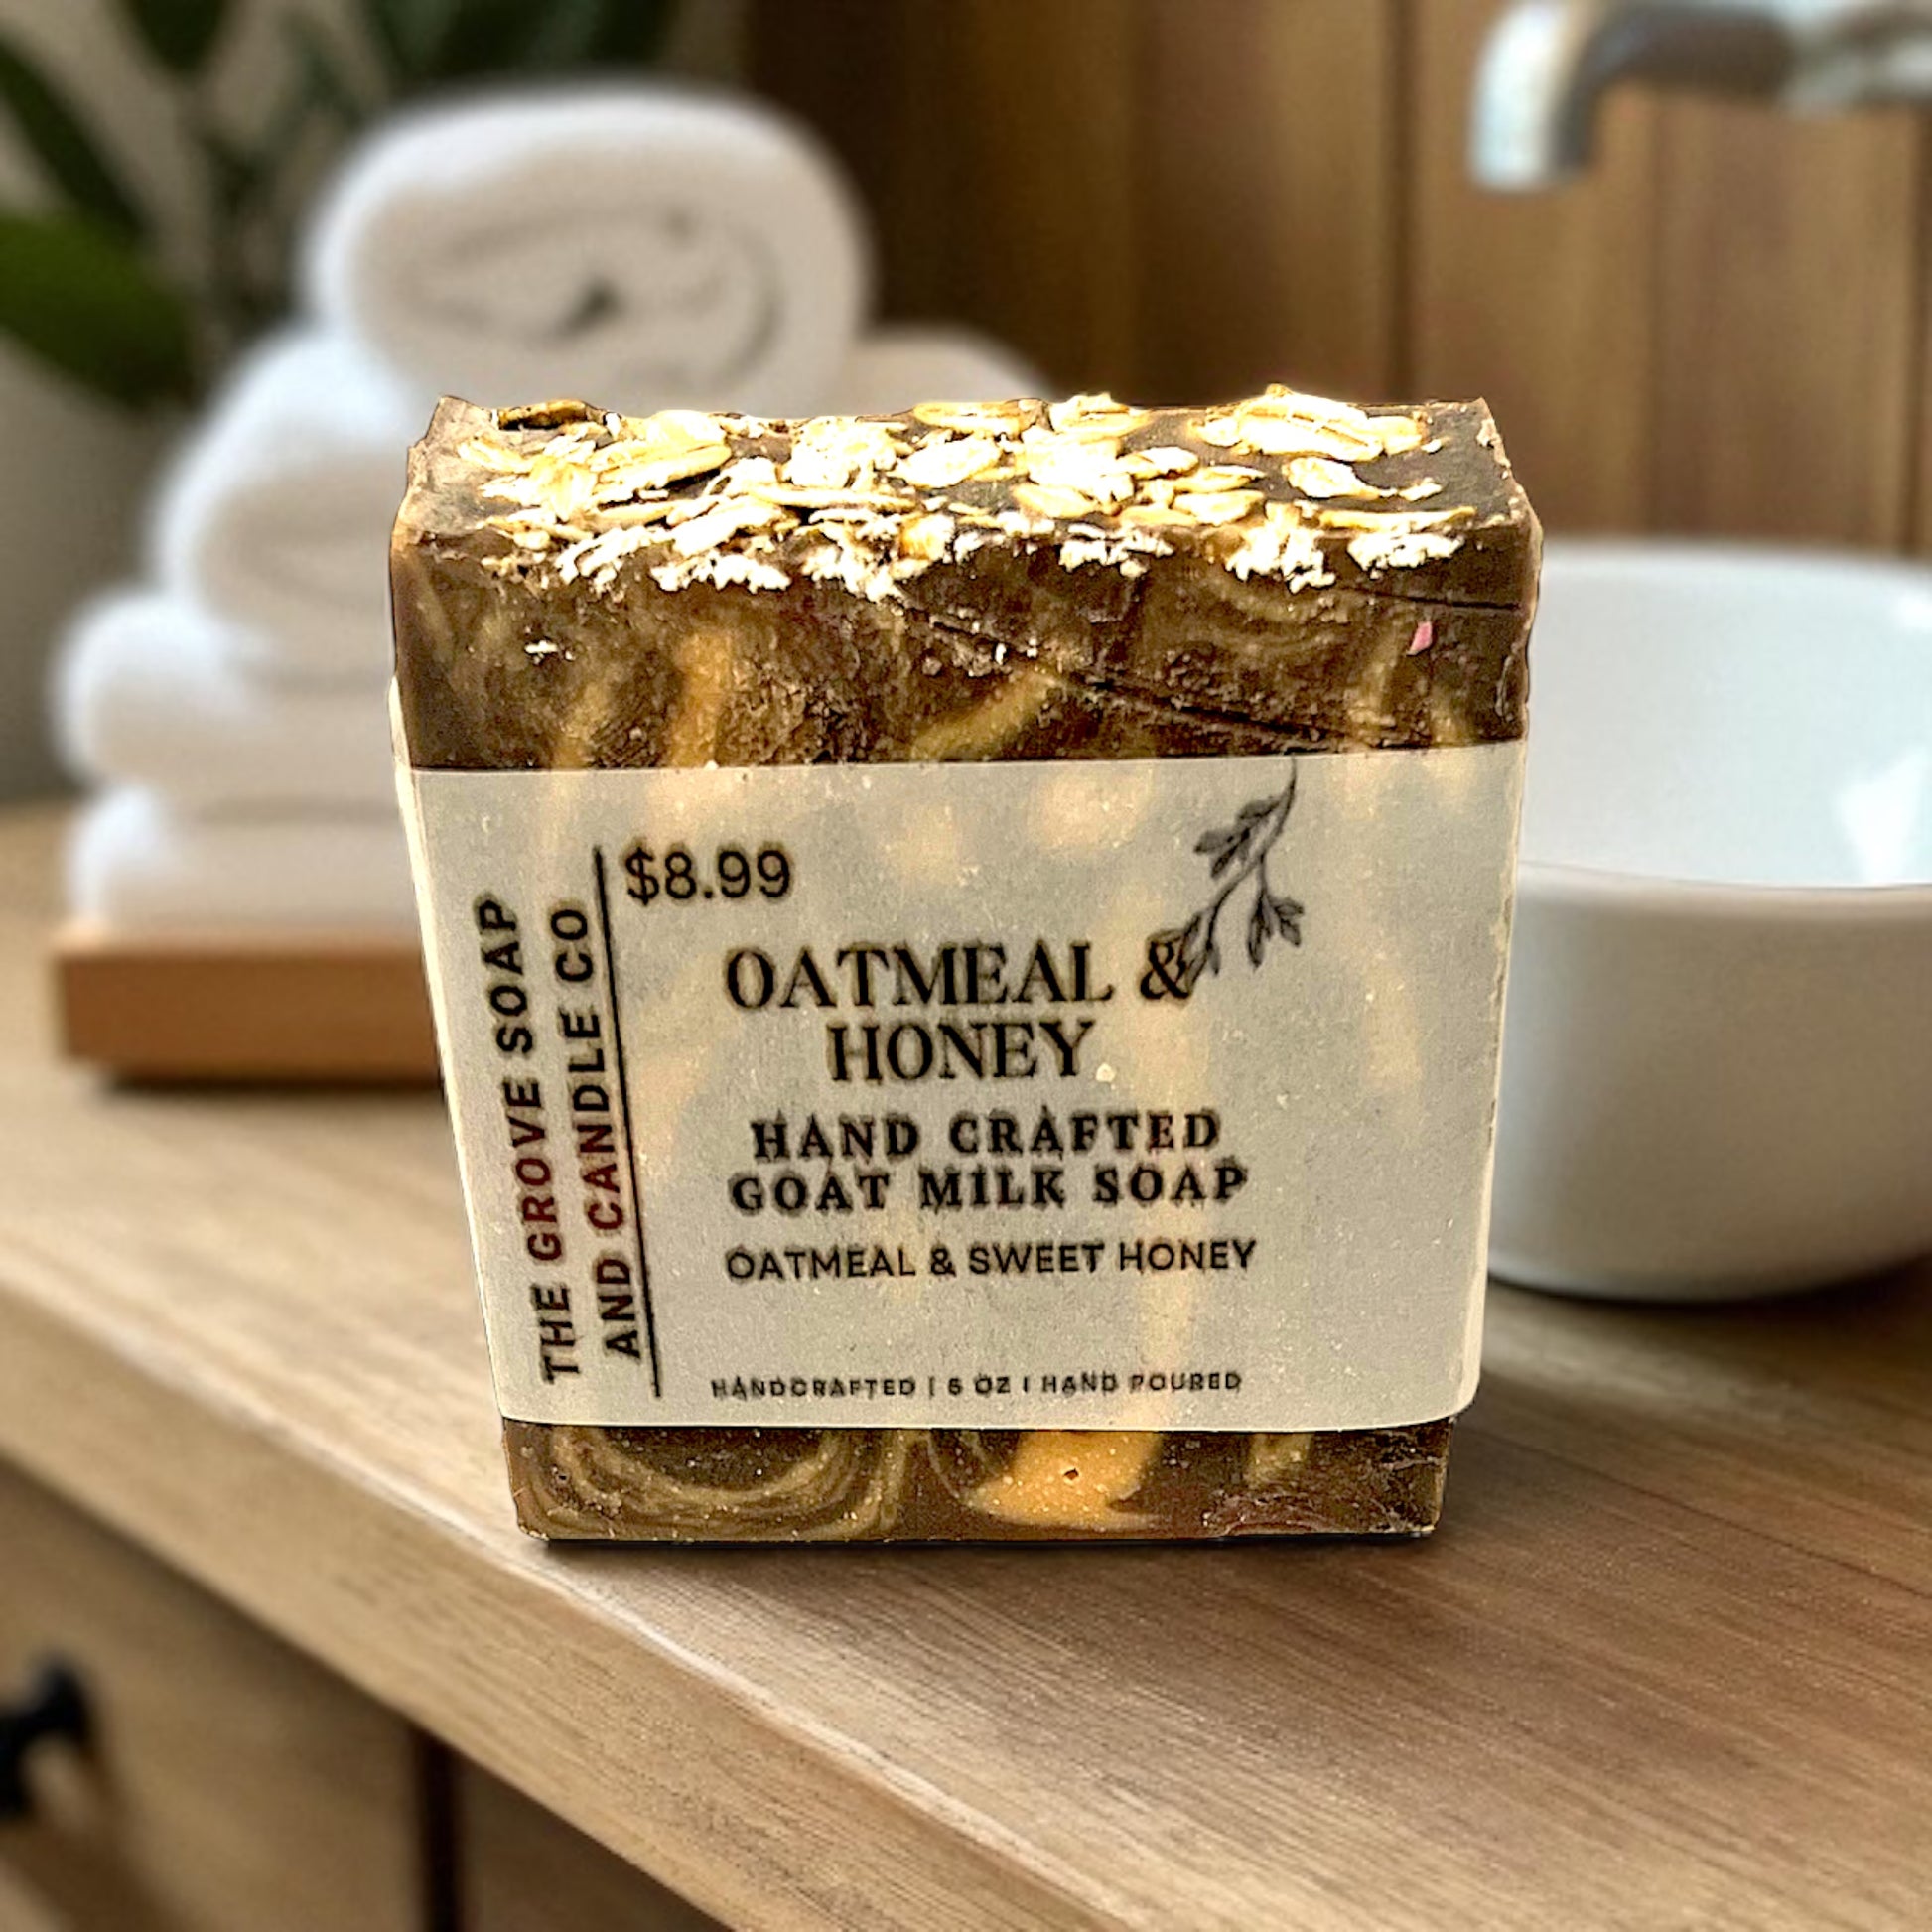 THE GROVE SOAP
AND CANDLE CO
$8.99
OATMEAL &
HONEY
HAND CRAFTED
GOAT MILK SOAP
OATMEAL & SWEET HONEY
HANDCRAFTED | 5 OZ | HAND POURED